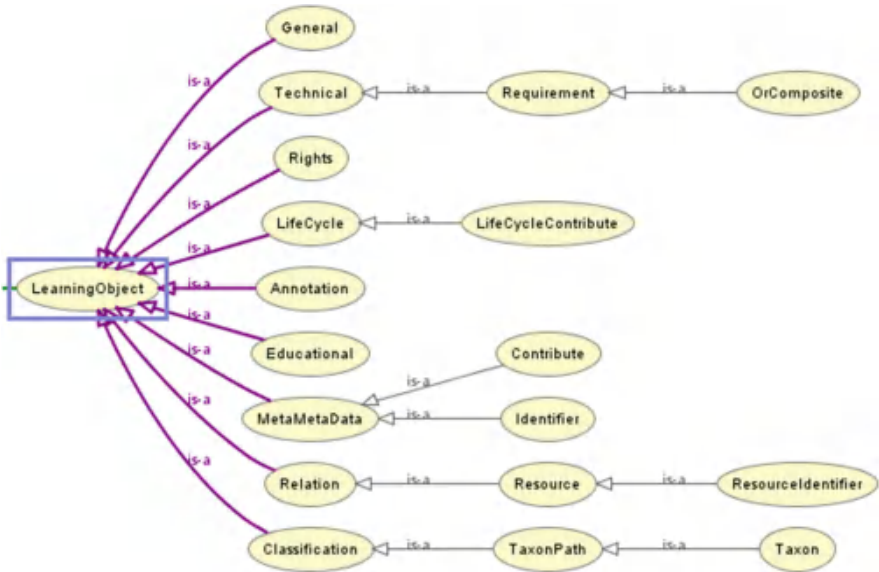 General
is-a
Technical is-a Requirement is-a OrComposite
is-a
Rights
is-a
LifeCycle is-a LifeCycleContribute
is-a
LearningObject is-a Annotation
is-a
Educational Contribute
is-a is-a
MetaMetaData is-a Identifier
is-a
Relation is-a Resource is-a ResourceIdentifier
is-a
Classification is-a TaxonPath is-a Taxon